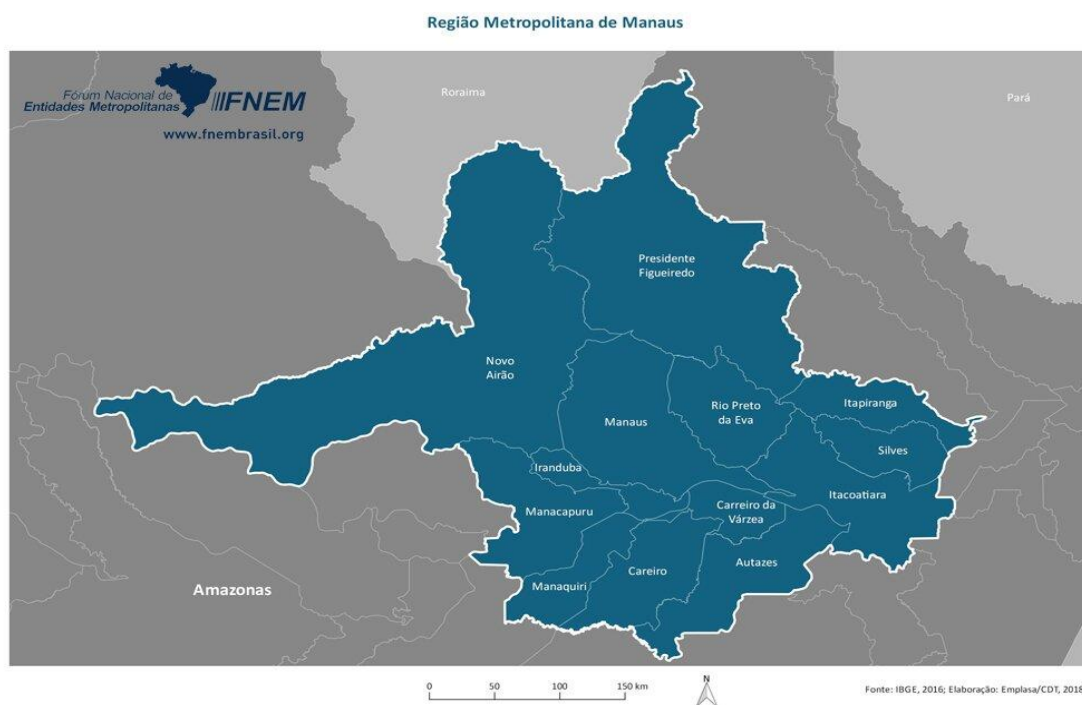 Região Metropolitana de Manaus
Fórum Nacional de
Entidades Metropolitanas
FNEM
www.fnembrasil.org
Roraima
Pará
Presidente
Figueiredo
Novo
Airão
Manaus
Rio Preto
da Eva
Itapiranga
Silves
Iranduba
Itacoatiara
Manacapuru
Carreiro da
Várzea
Autazes
Careiro
Manaquiri
Amazonas
0 50 100 150 km
N
Fonte: IBGE, 2016; Elaboração: Emplasa/CDT, 2018